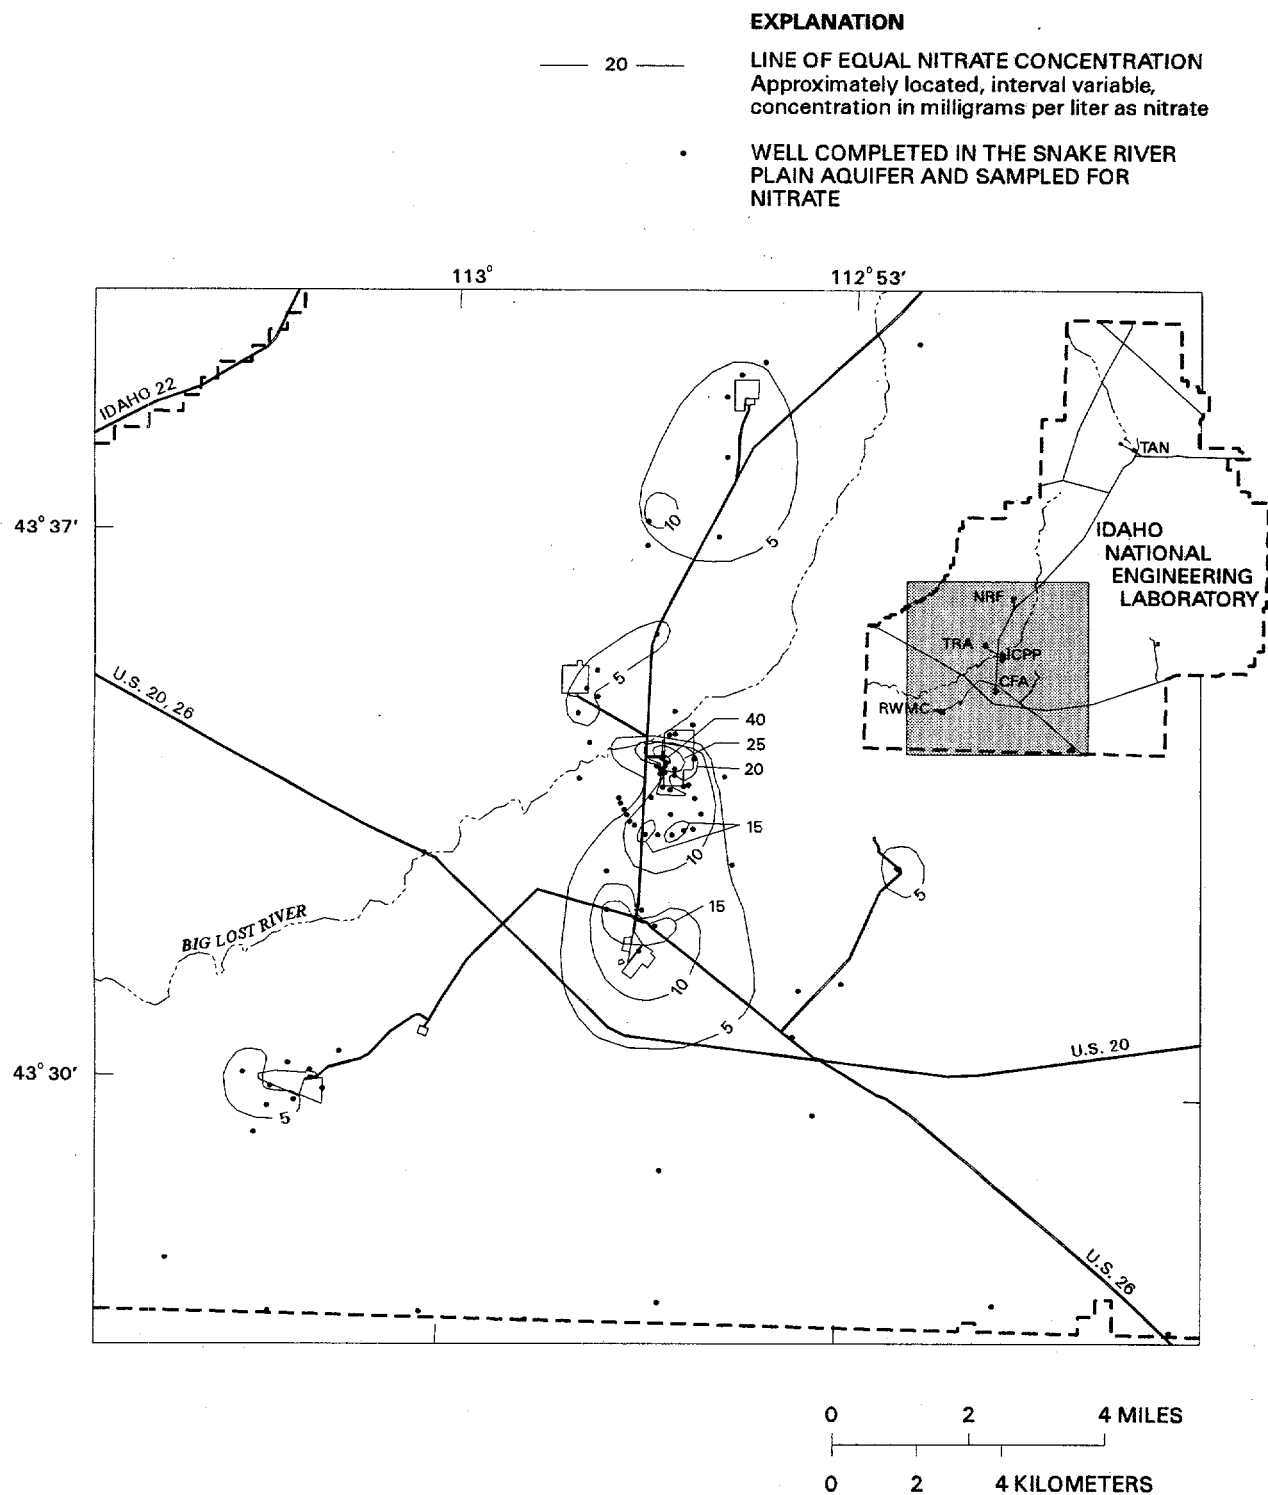 EXPLANATION
20
LINE OF EQUAL NITRATE CONCENTRATION
Approximately located, interval variable,
concentration in milligrams per liter as nitrate
WELL COMPLETED IN THE SNAKE RIVER
PLAIN AQUIFER AND SAMPLED FOR
NITRATE
113°
112° 53'
IDAHO 22
TAN
10
5
43° 37'
IDAHO
NATIONAL
ENGINEERING
LABORATORY
NRF
TRA
ICPP
CFA
RWMC
5
U.S. 20, 26
40
25
20
15
10
5
15
BIG LOST RIVER
10
5
U.S. 20
43° 30'
5
U.S. 26
0 2 4 MILES
0 2 4 KILOMETERS